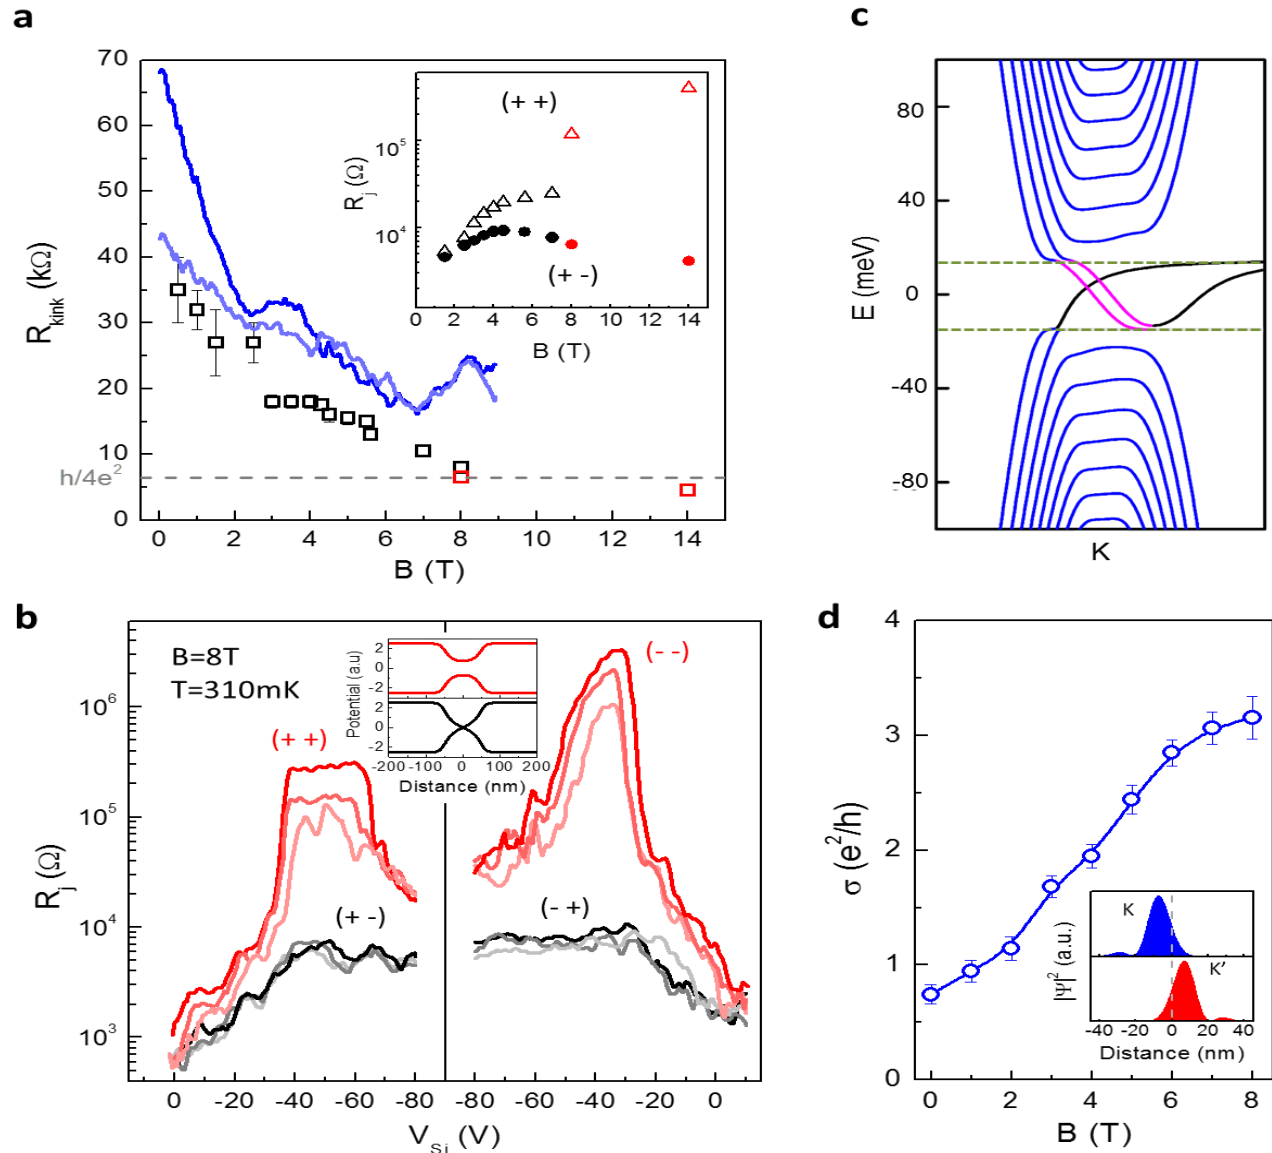 a
70
60
50
40
30
20
10
0
h/4e²
R_kink (kΩ)
0 2 4 6 8 10 12 14
B (T)
(+ +)
10⁵
10⁴
R_j (Ω)
(+ -)
0 2 4 6 8 10 12 14
B (T)
c
80
40
0
-40
-80
E (meV)
K
b
B=8T
T=310mK
(+ +)
(- -)
(+ -)
(- +)
2
0
-2
2
0
-2
Potential (a.u)
-200 -100 0 100 200
Distance (nm)
10⁶
10⁵
10⁴
10³
R_j (Ω)
0 -20 -40 -60 -80 -60 -40 -20 0
V_Si (V)
d
4
3
2
1
0
σ (e²/h)
K
K'
|Ψ|² (a.u.)
-40 -20 0 20 40
Distance (nm)
0 2 4 6 8
B (T)